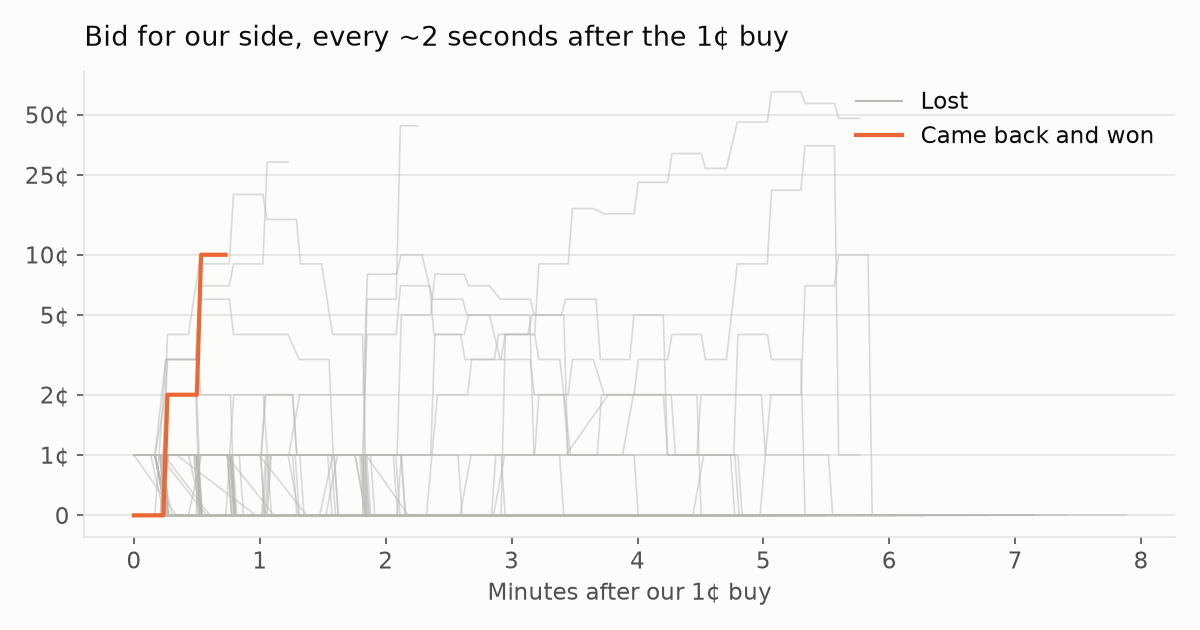 Bid for our side, every ~2 seconds after the 1¢ buy
Lost
Came back and won
50¢
25¢
10¢
5¢
2¢
1¢
0
0 1 2 3 4 5 6 7 8
Minutes after our 1¢ buy